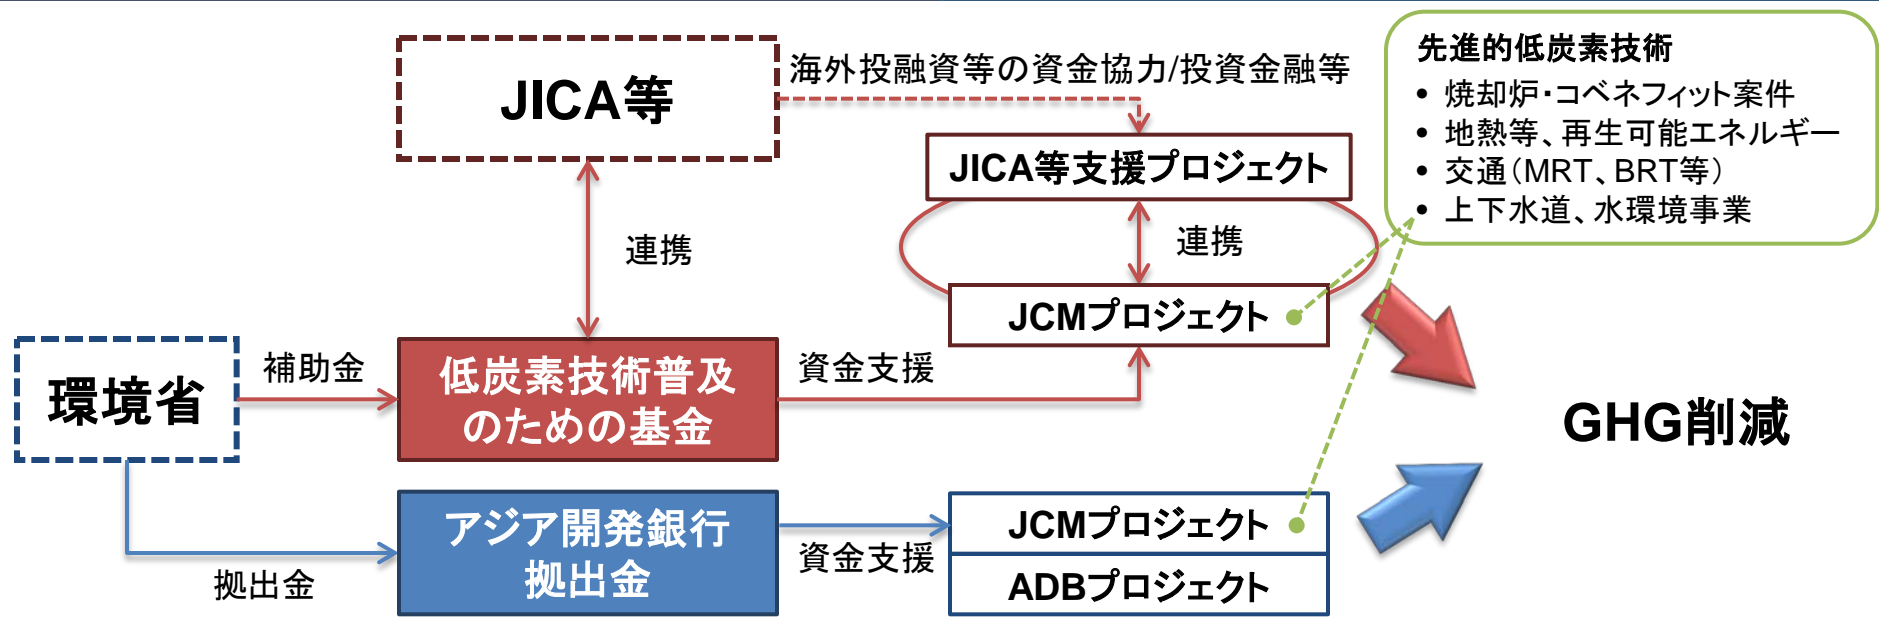 JICA等
海外投融資等の資金協力/投資金融等
先進的低炭素技術
• 焼却炉・コベネフィット案件
• 地熱等、再生可能エネルギー
• 交通（MRT、BRT等）
• 上下水道、水環境事業
JICA等支援プロジェクト
連携
連携
JCMプロジェクト
環境省
補助金
低炭素技術普及
のための基金
資金支援
GHG削減
拠出金
アジア開発銀行
拠出金
資金支援
JCMプロジェクト
ADBプロジェクト